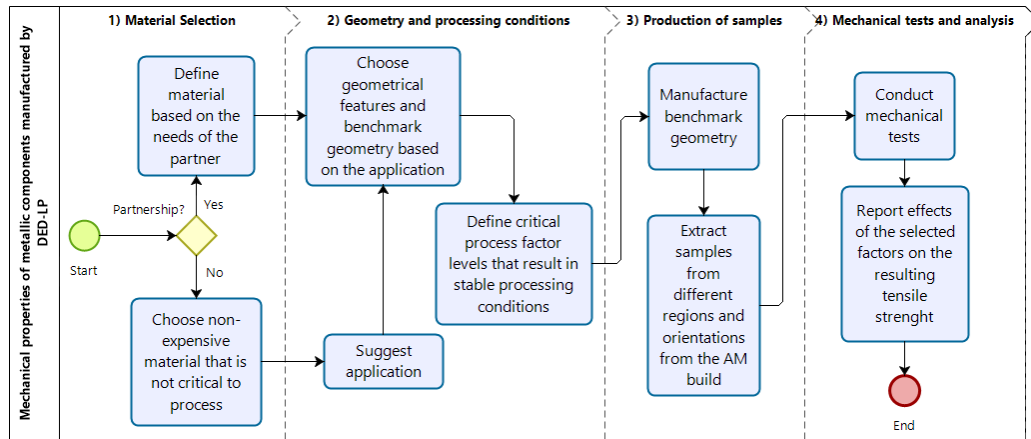 Mechanical properties of metallic components manufactured by
DED-LP
1) Material Selection
2) Geometry and processing conditions
3) Production of samples
4) Mechanical tests and analysis
Define
material
based on the
needs of the
partner
Partnership?
Yes
Start
No
Choose non-
expensive
material that is
not critical to
process
Choose
geometrical
features and
benchmark
geometry based
on the application
Define critical
process factor
levels that result in
stable processing
conditions
Suggest
application
Manufacture
benchmark
geometry
Extract
samples
from
different
regions and
orientations
from the AM
build
Conduct
mechanical
tests
Report effects
of the selected
factors on the
resulting
tensile
strenght
End